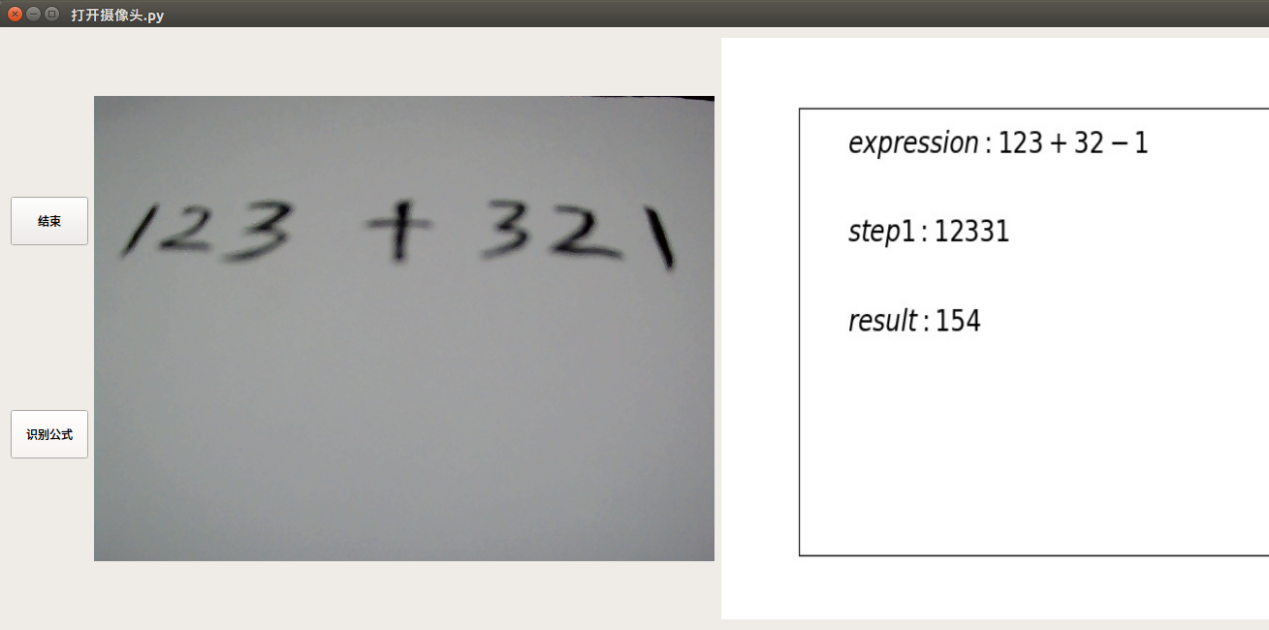 打开摄像头.py
结束
识别公式
123 + 321
expression : 123 + 32 − 1
step1 : 12331
result : 154